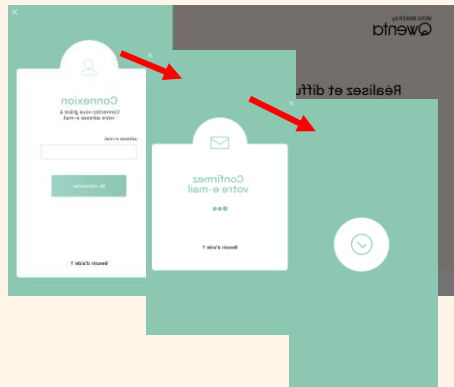 MENU MAKER by
Qwenta
Réalisez et diffu
Connexion
Connectez-vous grâce à
votre adresse e-mail.
adresse e-mail
Se connecter
Besoin d'aide ?
Confirmez
votre e-mail
Besoin d'aide ?